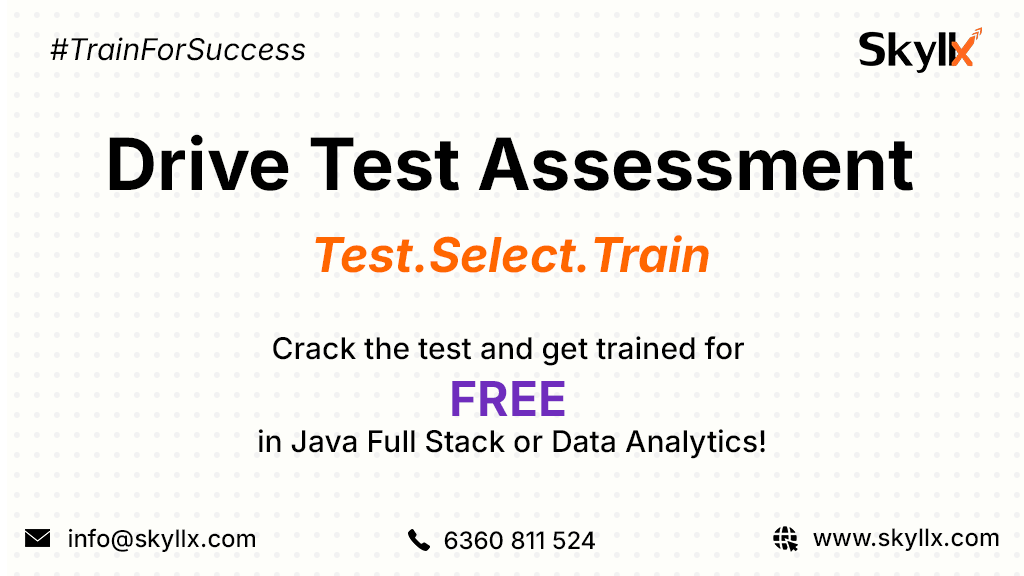 #TrainForSuccess
Skyllx
Drive Test Assessment
Test.Select.Train
Crack the test and get trained for
FREE
in Java Full Stack or Data Analytics!
info@skyllx.com
6360 811 524
www.skyllx.com